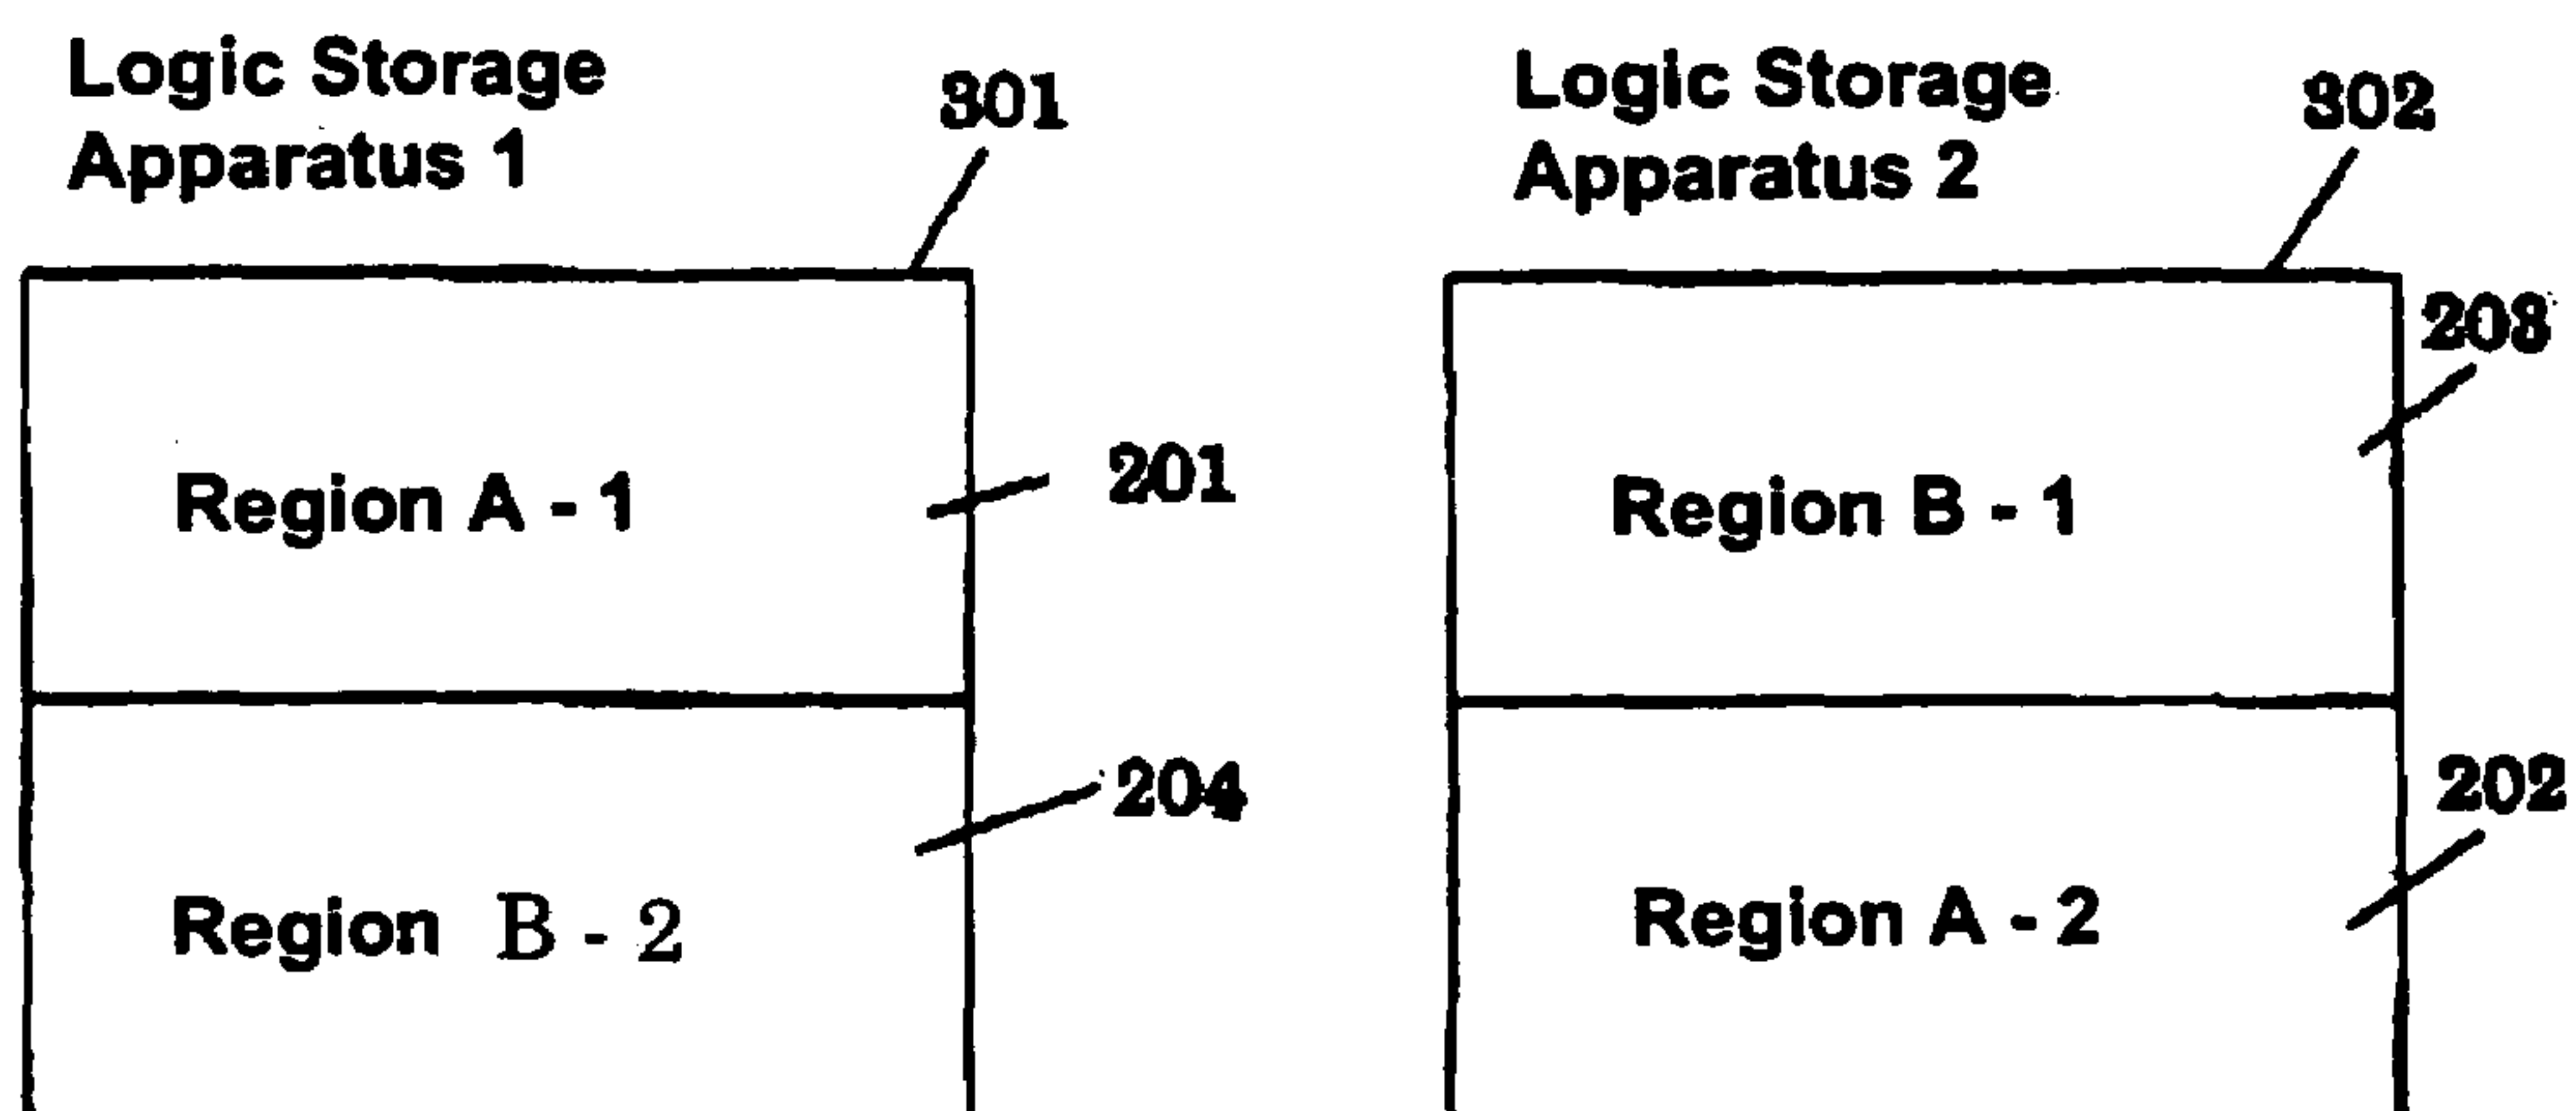 Logic Storage
Apparatus 1
301
Region A - 1
201
204
Region B - 2
Logic Storage
Apparatus 2
302
203
Region B - 1
202
Region A - 2